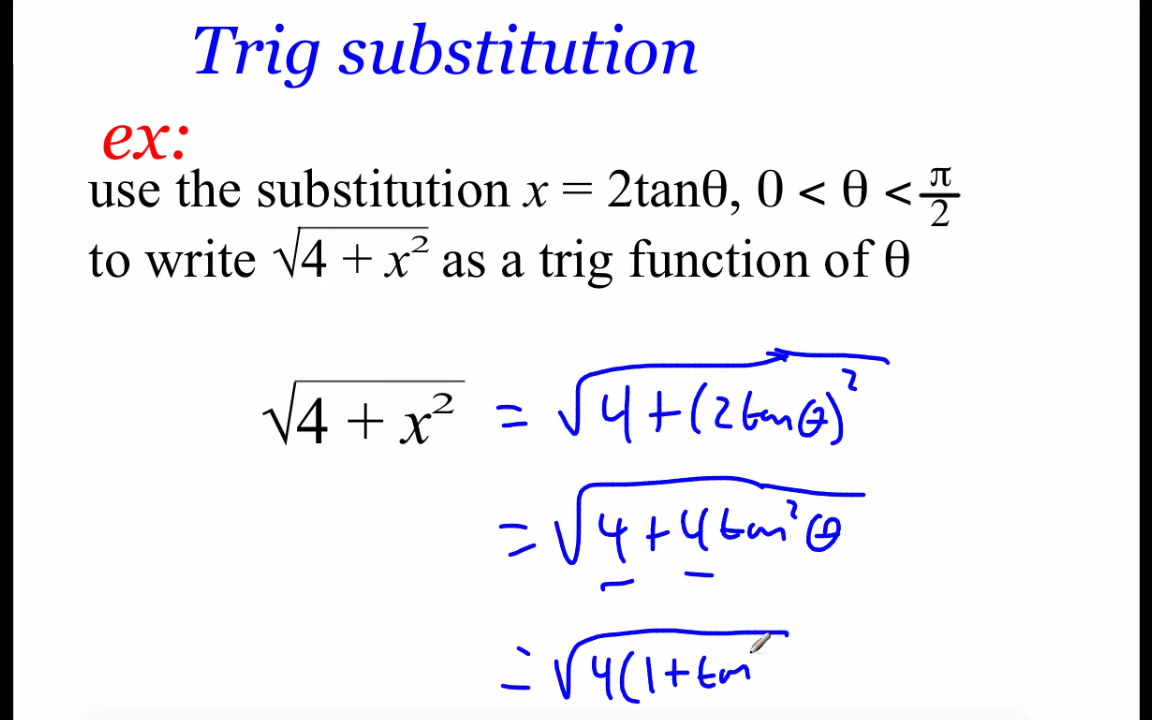 Trig substitution
ex:
use the substitution x = 2tanθ, 0 < θ < π/2
to write √4 + x² as a trig function of θ
√4 + x² = √4+(2tanθ)²
= √4+4tan²θ
= √4(1+tan